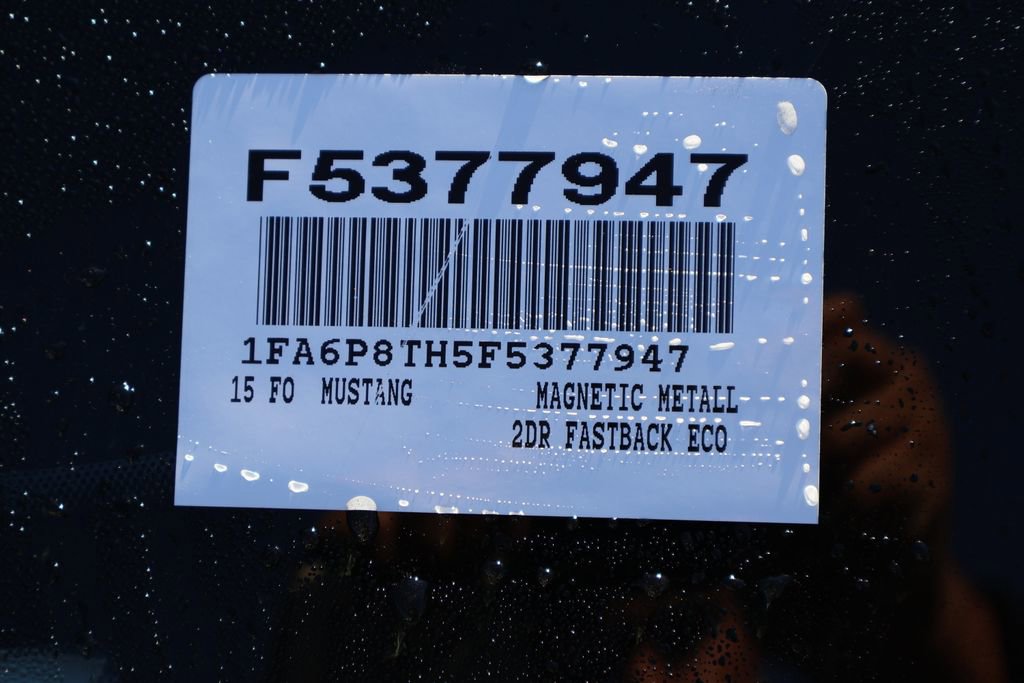 F5377947
1FA6P8TH5F5377947
15 FO MUSTANG MAGNETIC METALL
2DR FASTBACK ECO